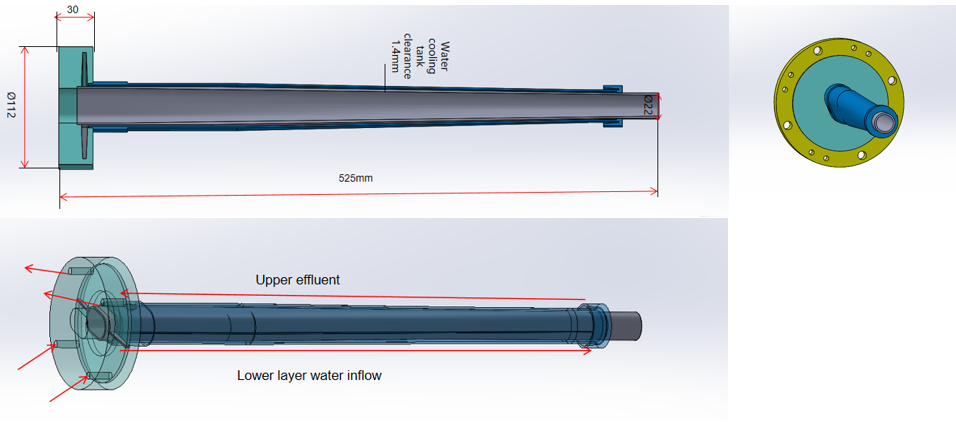 30
Water
cooling
tank
clearance
1.4mm
Ø112
Ø22
525mm
Upper effluent
Lower layer water inflow